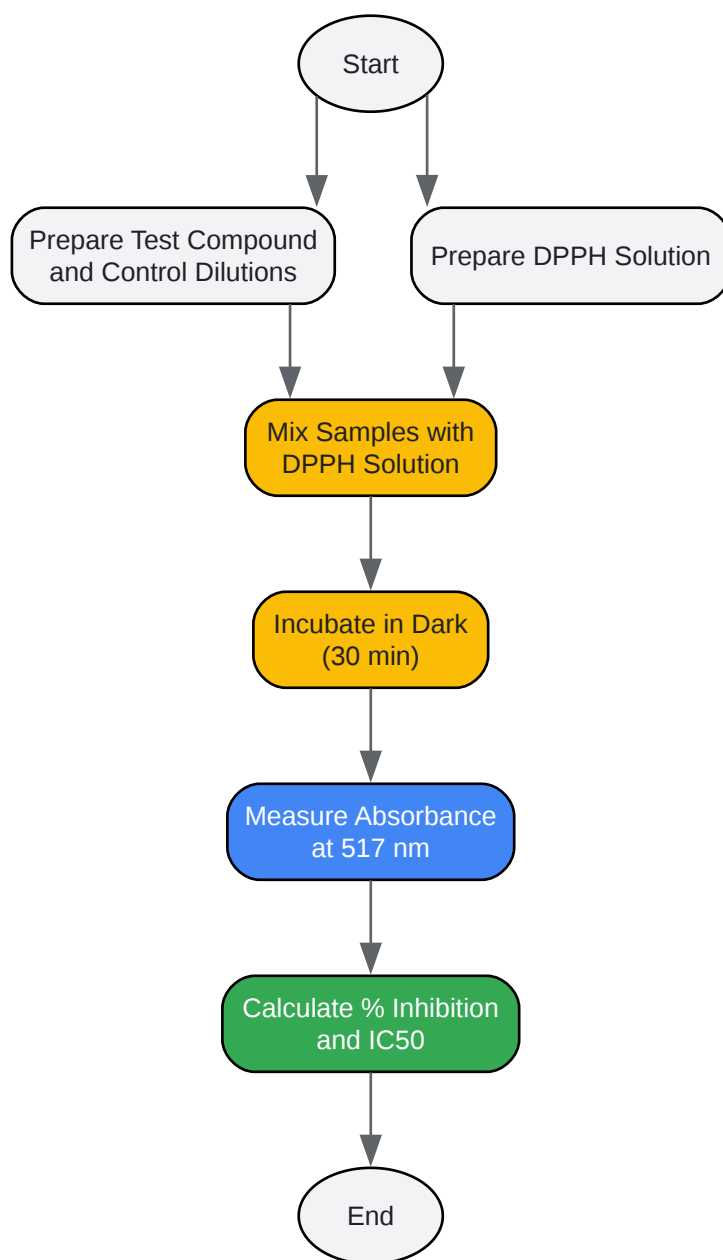 Start
Prepare Test Compound
and Control Dilutions
Prepare DPPH Solution
Mix Samples with
DPPH Solution
Incubate in Dark
(30 min)
Measure Absorbance
at 517 nm
Calculate % Inhibition
and IC50
End